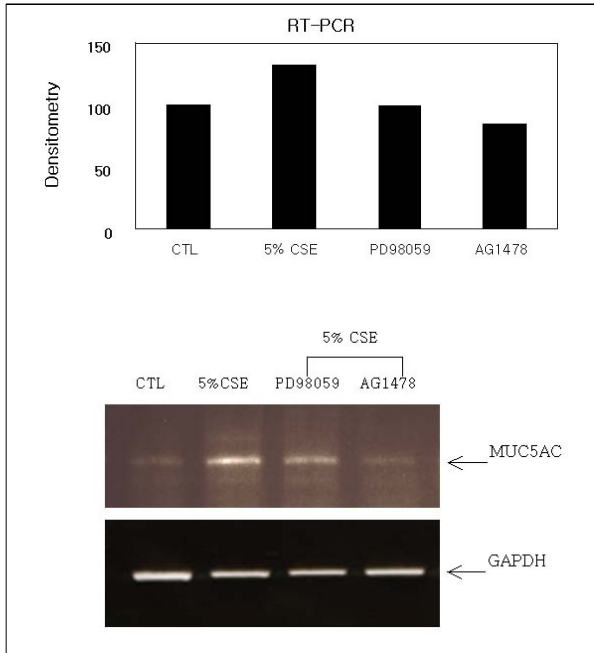 RT-PCR
Densitometry
150
100
50
0
CTL 5% CSE PD98059 AG1478
5% CSE
CTL 5%CSE PD98059 AG1478
MUC5AC
GAPDH